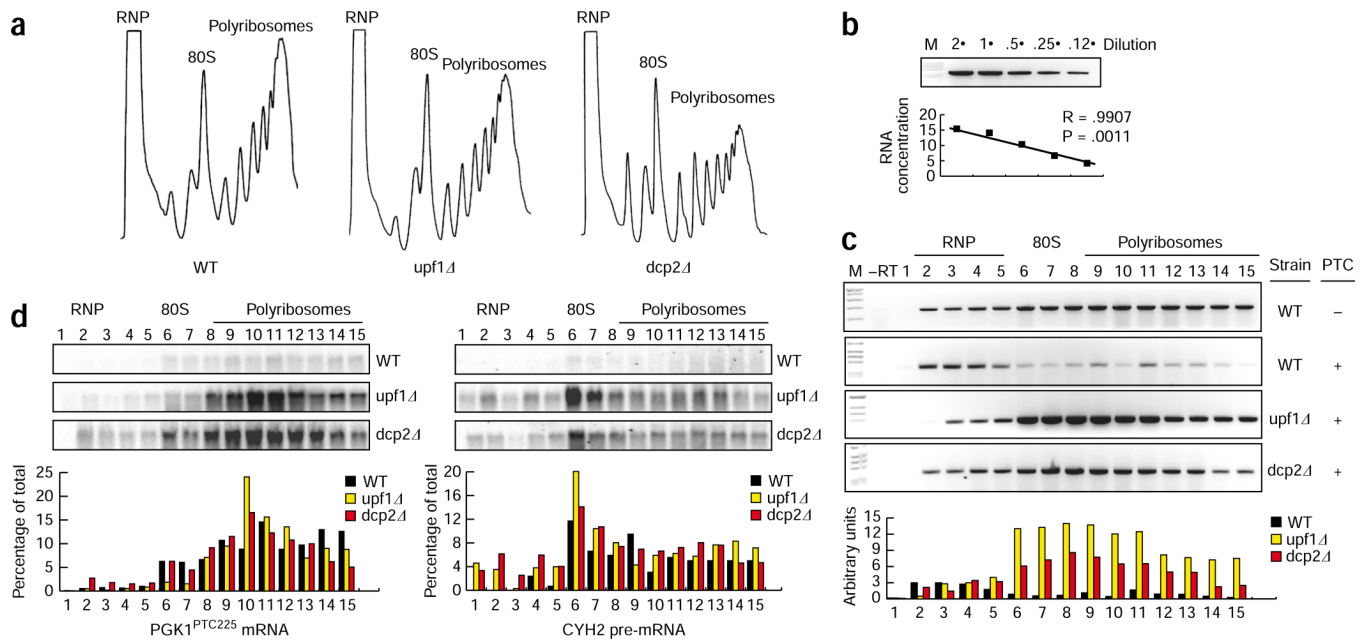 a
RNP
80S
Polyribosomes
WT
RNP
80S
Polyribosomes
upf1Δ
RNP
80S
Polyribosomes
dcp2Δ
b
M 2• 1• .5• .25• .12• Dilution
RNA concentration
20
15
10
5
0
R = .9907
P = .0011
c
RNP 80S Polyribosomes
M –RT 1 2 3 4 5 6 7 8 9 10 11 12 13 14 15 Strain PTC
WT –
WT +
upf1Δ +
dcp2Δ +
Arbitrary units
15
12
9
6
3
0
WT
upf1Δ
dcp2Δ
1 2 3 4 5 6 7 8 9 10 11 12 13 14 15
d
RNP 80S Polyribosomes
1 2 3 4 5 6 7 8 9 10 11 12 13 14 15
WT
upf1Δ
dcp2Δ
Percentage of total
25
20
15
10
5
0
WT
upf1Δ
dcp2Δ
1 2 3 4 5 6 7 8 9 10 11 12 13 14 15
PGK1PTC225 mRNA
RNP 80S Polyribosomes
1 2 3 4 5 6 7 8 9 10 11 12 13 14 15
WT
upf1Δ
dcp2Δ
Percentage of total
20
16
12
8
4
0
WT
upf1Δ
dcp2Δ
1 2 3 4 5 6 7 8 9 10 11 12 13 14 15
CYH2 pre-mRNA